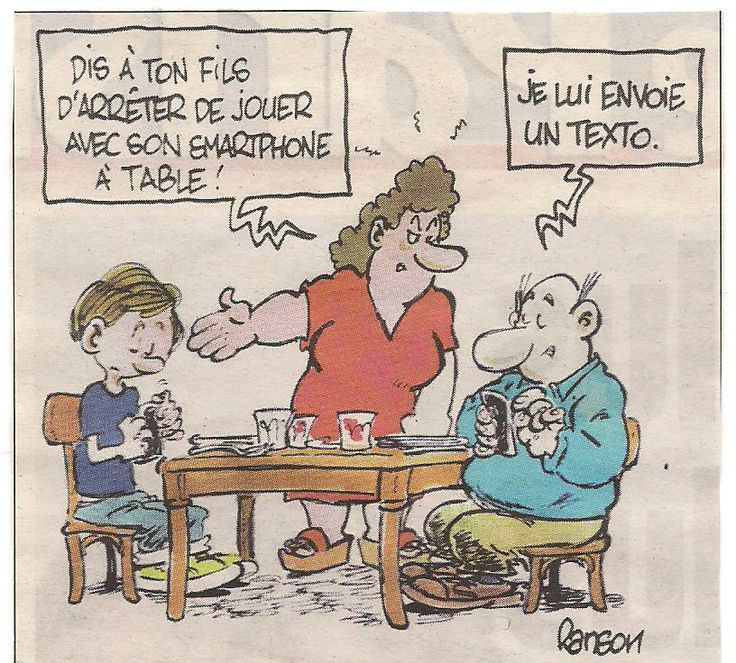 DIS À TON FILS
D'ARRÊTER DE JOUER
AVEC SON SMARTPHONE
À TABLE !
JE LUI ENVOIE
UN TEXTO.
Ranson